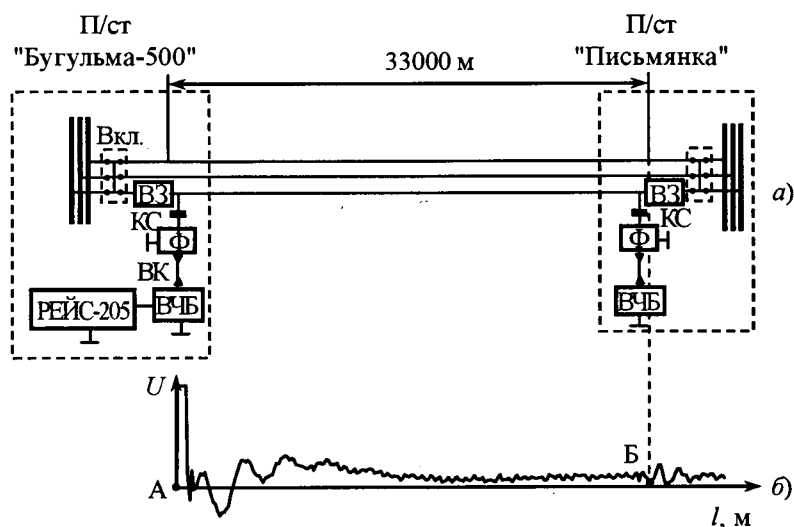 П/ст
"Бугульма-500"
П/ст
"Письмянка"
33000 м
Вкл.
ВЗ
ВЗ
а)
КС
КС
Ф
Ф
ВК
РЕЙС-205
ВЧБ
ВЧБ
U
Б
А
б)
l, м